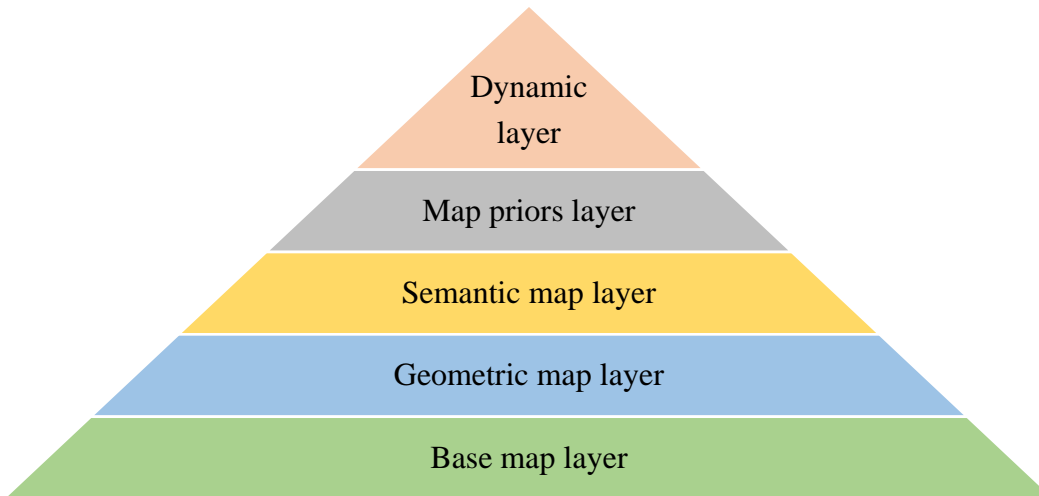 Dynamic
layer
Map priors layer
Semantic map layer
Geometric map layer
Base map layer